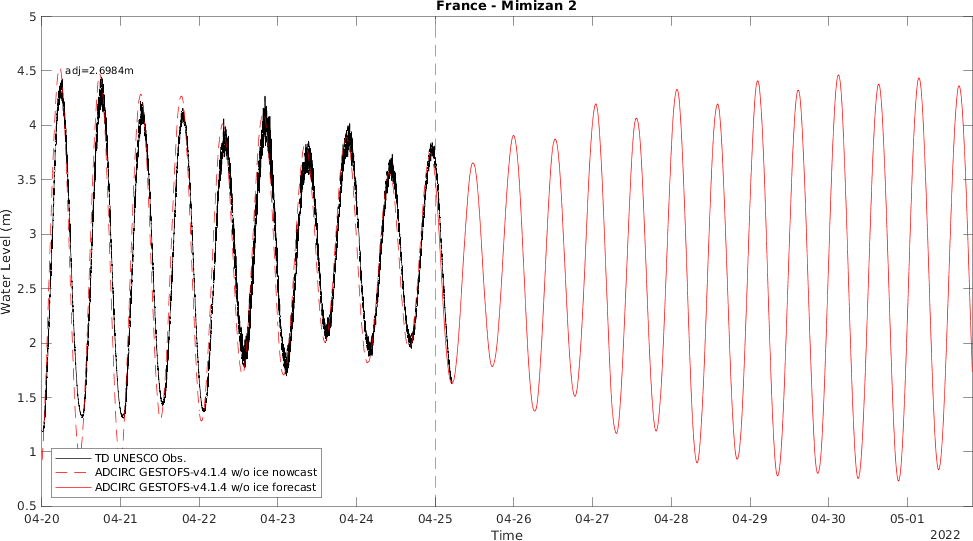 France - Mimizan 2
5
4.5
4
3.5
3
2.5
2
1.5
1
0.5
Water Level (m)
adj=2.6984m
TD UNESCO Obs.
ADCIRC GESTOFS-v4.1.4 w/o ice nowcast
ADCIRC GESTOFS-v4.1.4 w/o ice forecast
04-20 04-21 04-22 04-23 04-24 04-25 04-26 04-27 04-28 04-29 04-30 05-01
Time
2022